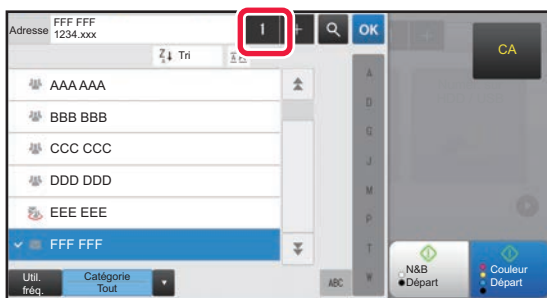 Adresse FFF FFF
1234.xxx
1
+
OK
CA
Z↓ Tri
AAA AAA
BBB BBB
CCC CCC
DDD DDD
EEE EEE
FFF FFF
A
D
G
J
M
P
T
W
ABC
Util.
fréq.
Catégorie
Tout
N&B
Départ
Couleur
Départ